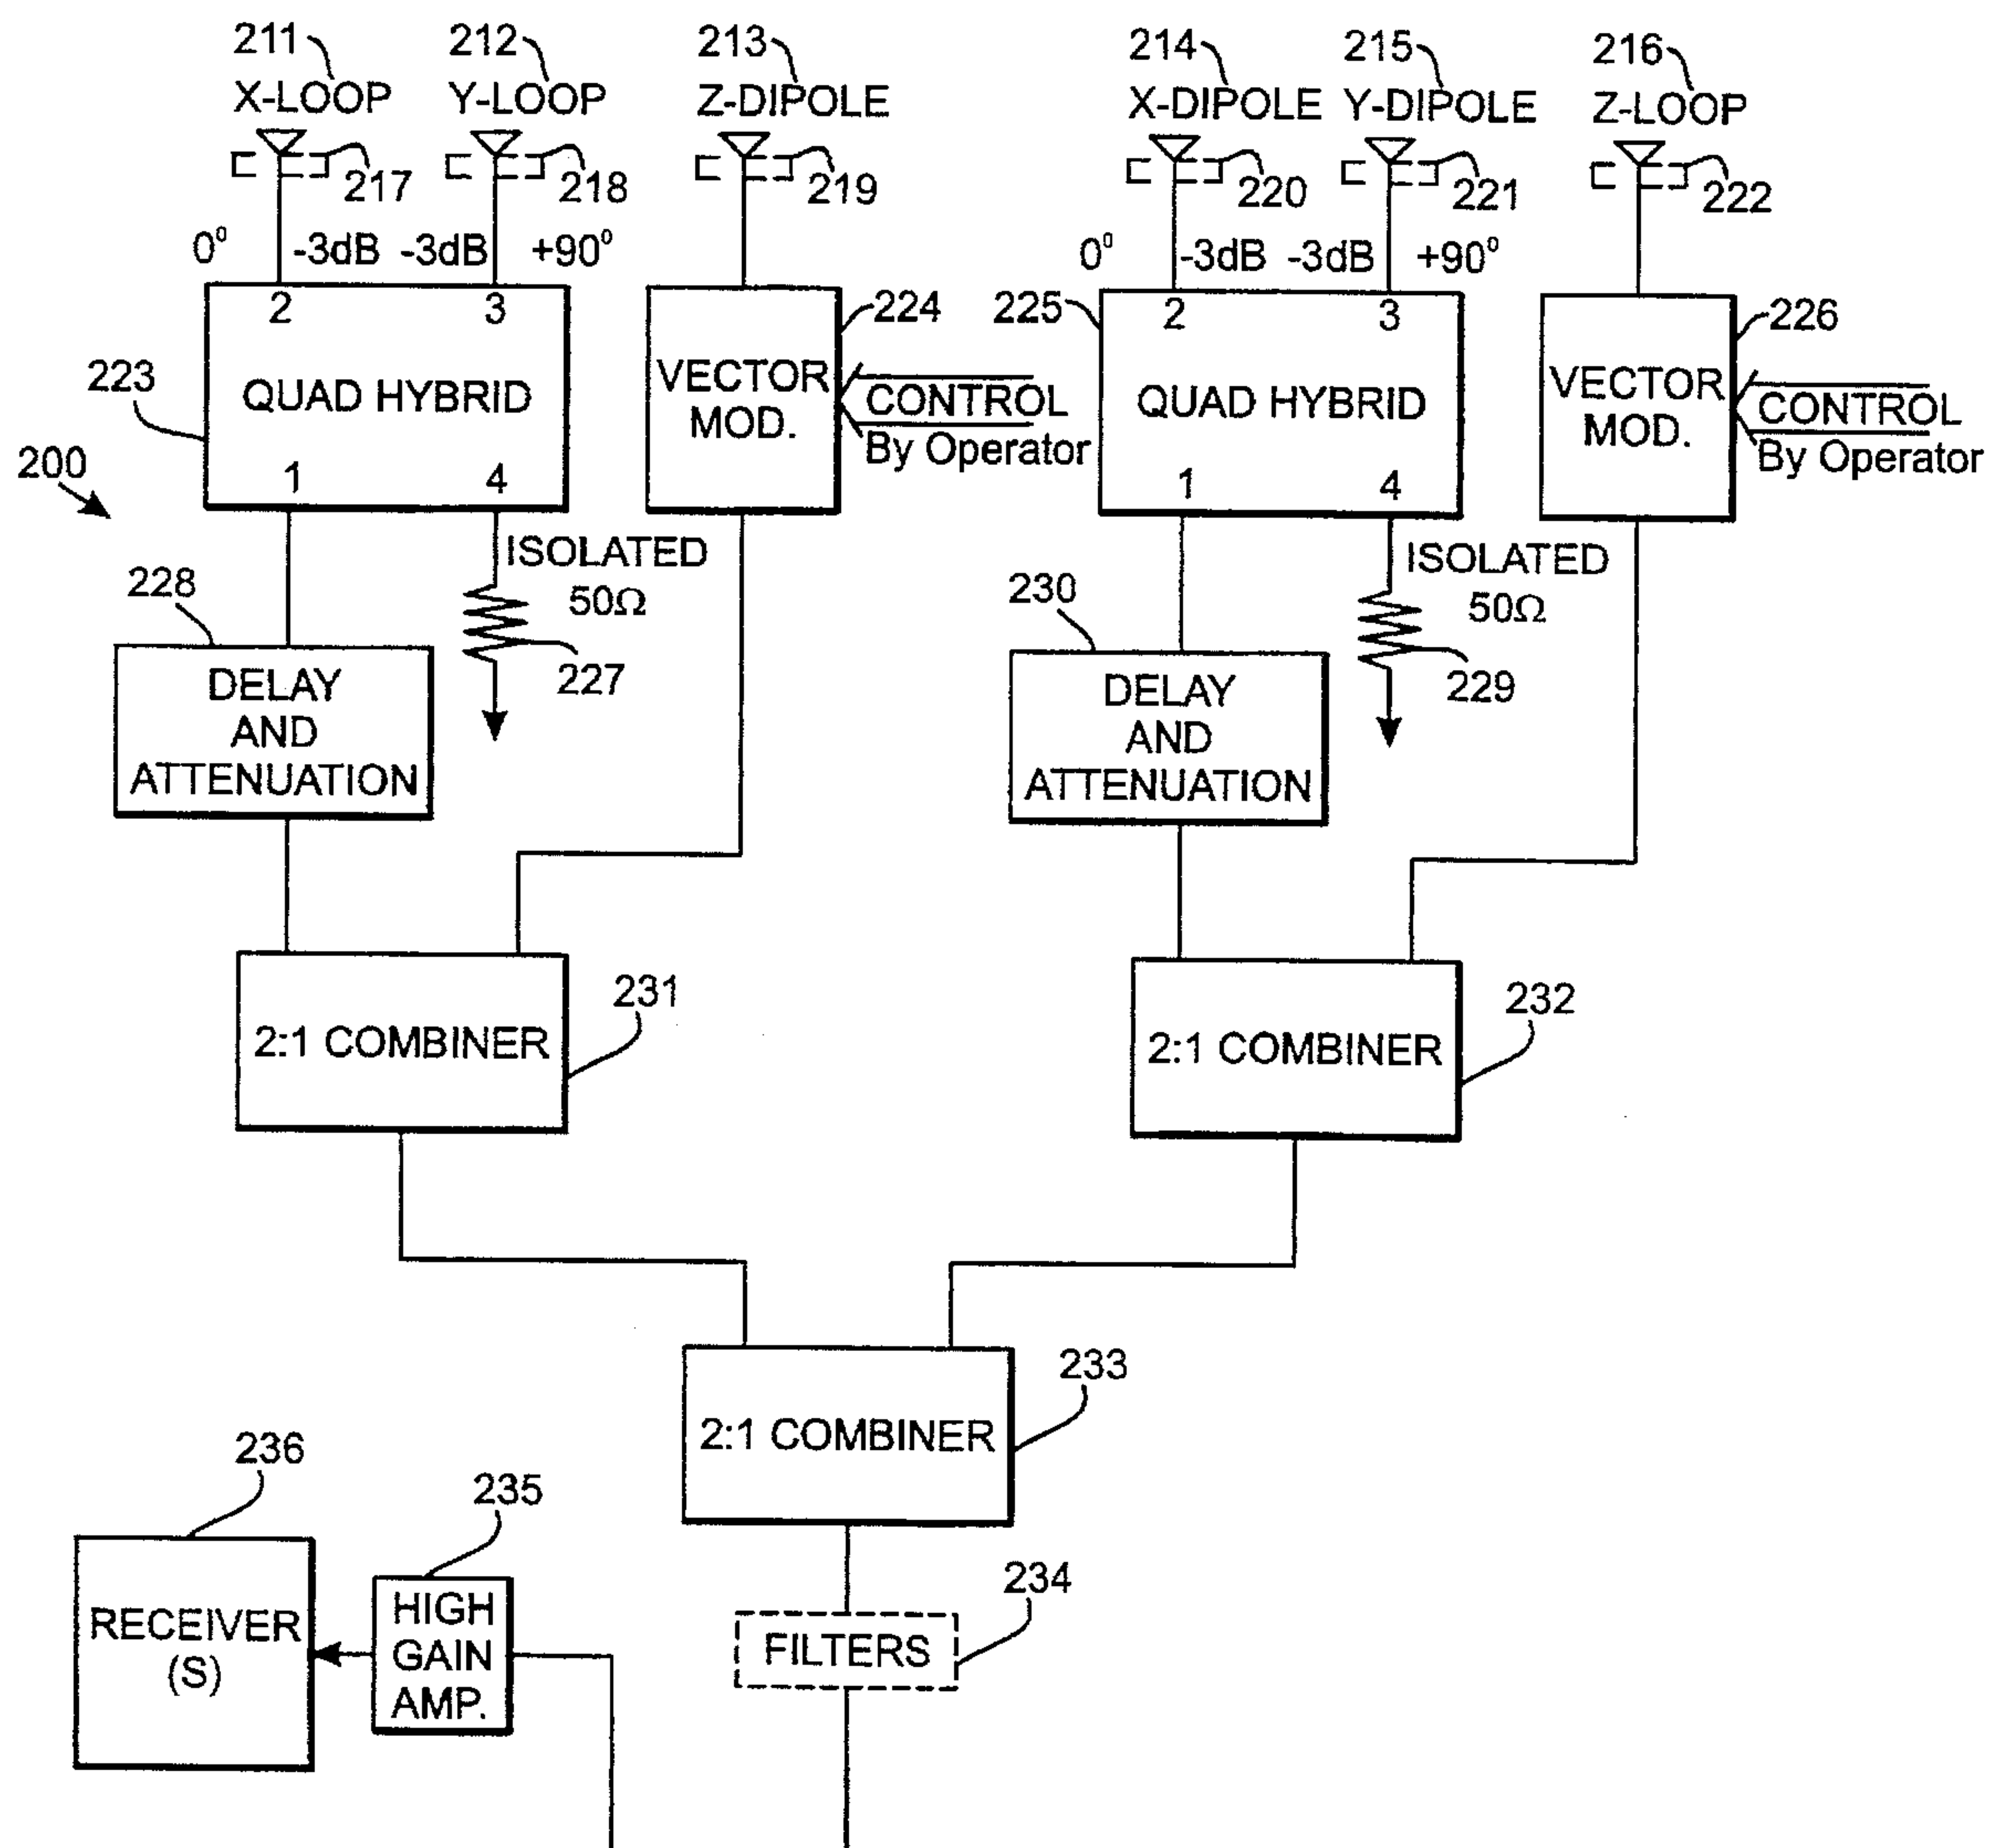 211 212 213 214 215 216
X-LOOP Y-LOOP Z-DIPOLE X-DIPOLE Y-DIPOLE Z-LOOP
217 218 219 220 221 222
0° -3dB -3dB +90° 0° -3dB -3dB +90°
2 3 224 225 2 3 226
223 QUAD HYBRID
VECTOR
MOD.
CONTROL
By Operator
QUAD HYBRID
VECTOR
MOD.
CONTROL
By Operator
200
1 4 1 4
ISOLATED
50Ω
227
ISOLATED
50Ω
229
228
DELAY
AND
ATTENUATION
230
DELAY
AND
ATTENUATION
231
2:1 COMBINER
232
2:1 COMBINER
233
2:1 COMBINER
236
RECEIVER
(S)
235
HIGH
GAIN
AMP.
234
FILTERS